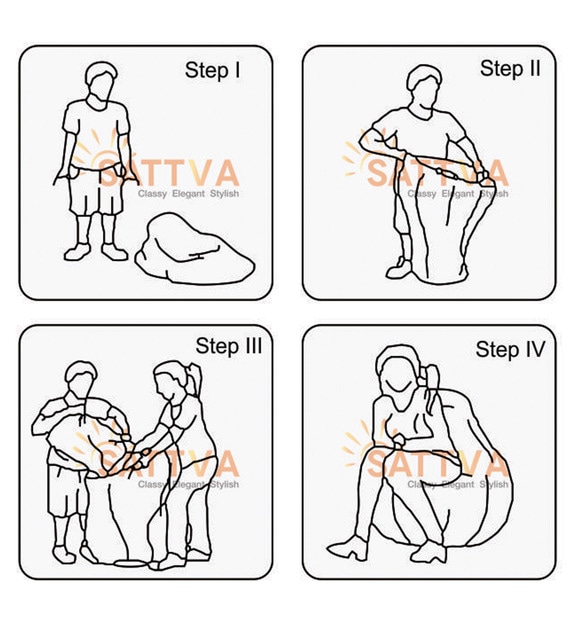 Step I
SATTVA
Classy Elegant Stylish
Step II
SATTVA
Classy Elegant Stylish
Step III
SATTVA
Classy Elegant Stylish
Step IV
SATTVA
Classy Elegant Stylish